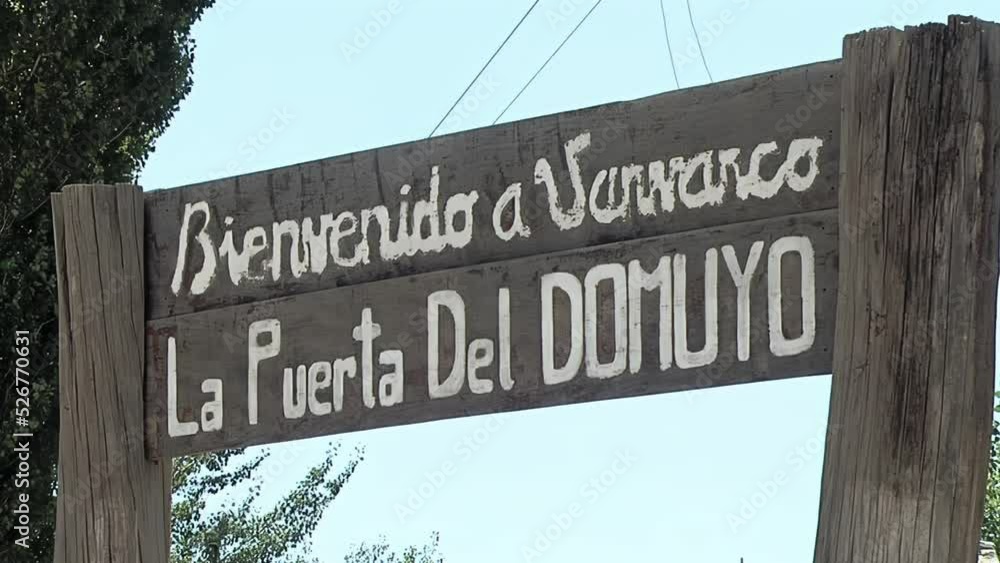 Bienvenido a Varvarco
La Puerta Del DOMUYO
Adobe Stock | #526770631